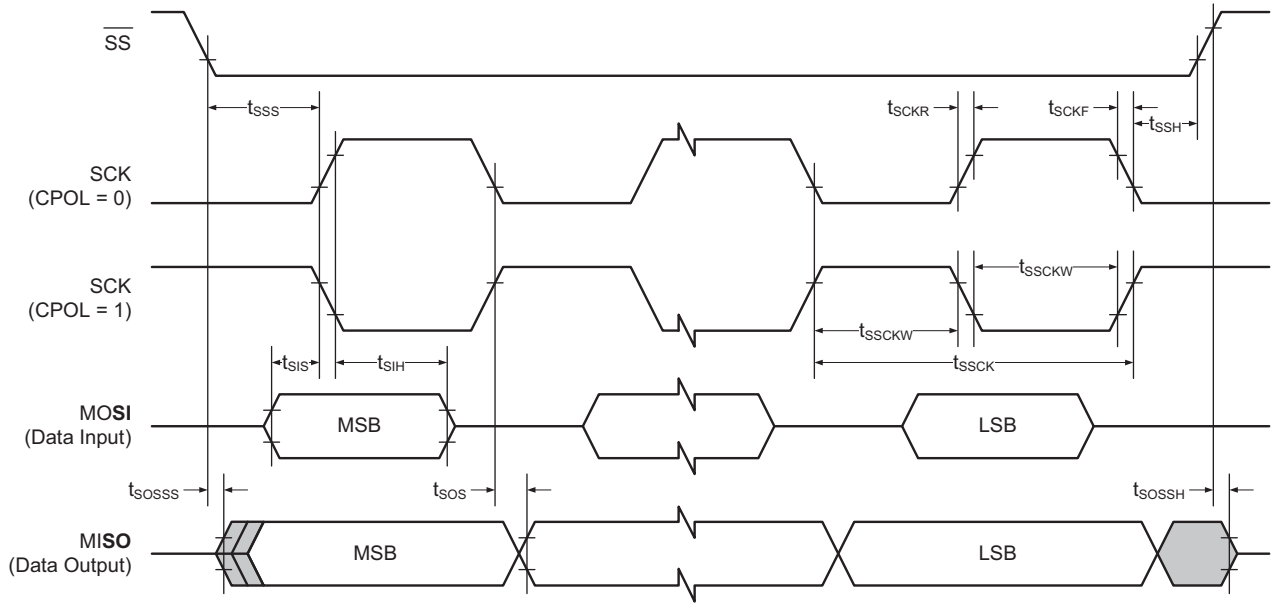 SS
tSSS
tSCKR
tSCKF
tSSH
SCK
(CPOL = 0)
SCK
(CPOL = 1)
tSSCKW
tSSCKW
tSSCK
tSIS
tSIH
MOSI
(Data Input)
MSB
LSB
tSOSSS
tSOS
tSOSSH
MISO
(Data Output)
MSB
LSB